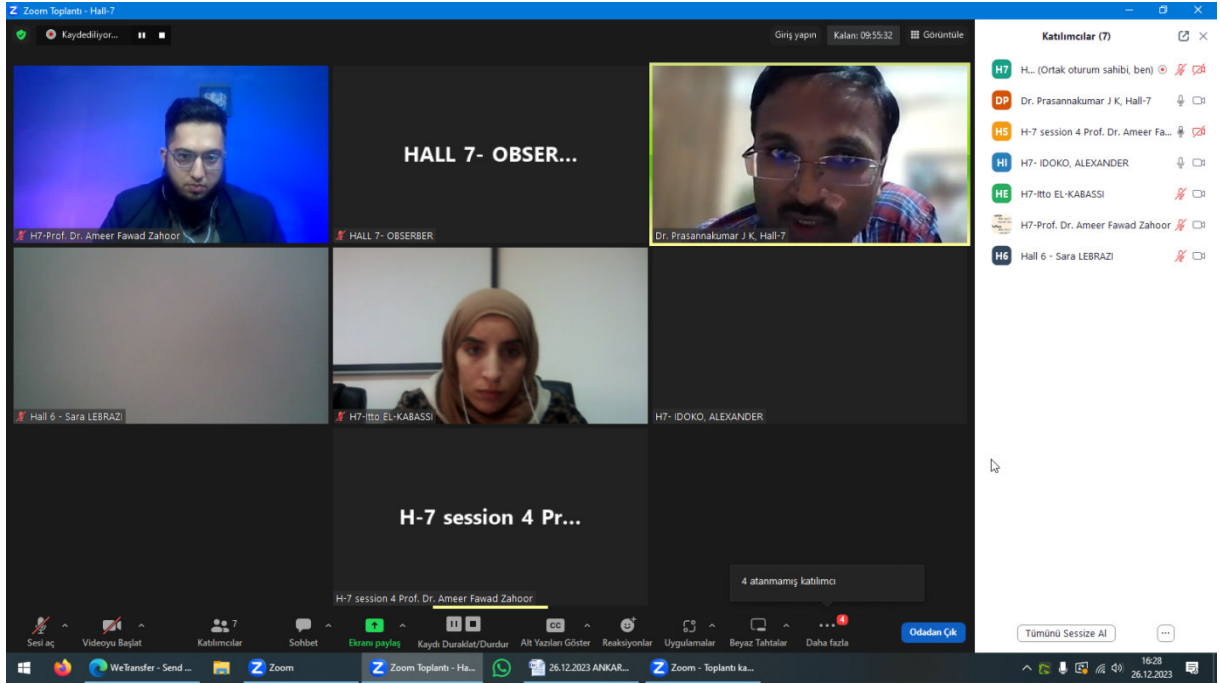 Zoom Toplantı - Hall-7
Kaydediliyor...
Giriş yapın
Kalan: 09:55:32
Görüntüle
H7-Prof. Dr. Ameer Fawad Zahoor
HALL 7- OBSER...
HALL 7- OBSERBER
Dr. Prasannakumar J K, Hall-7
Hall 6 - Sara LEBRAZI
H7-Itto EL-KABASSI
H7- IDOKO, ALEXANDER
H-7 session 4 Pr...
H-7 session 4 Prof. Dr. Ameer Fawad Zahoor
4 atanmamış katılımcı
Katılımcılar (7)
H7 H... (Ortak oturum sahibi, ben)
DP Dr. Prasannakumar J K, Hall-7
HS H-7 session 4 Prof. Dr. Ameer Fa...
HI H7- IDOKO, ALEXANDER
HE H7-Itto EL-KABASSI
H7-Prof. Dr. Ameer Fawad Zahoor
H6 Hall 6 - Sara LEBRAZI
Tümünü Sessize Al
Sesi aç
Videoyu Başlat
7
Katılımcılar
Sohbet
Ekranı paylaş
Kaydı Duraklat/Durdur
CC
Alt Yazıları Göster
Reaksiyonlar
Uygulamalar
Beyaz Tahtalar
4
Daha fazla
Odadan Çık
WeTransfer - Send ...
Zoom
Zoom Toplantı - Ha...
26.12.2023 ANKAR...
Zoom - Toplantı ka...
16:28
26.12.2023